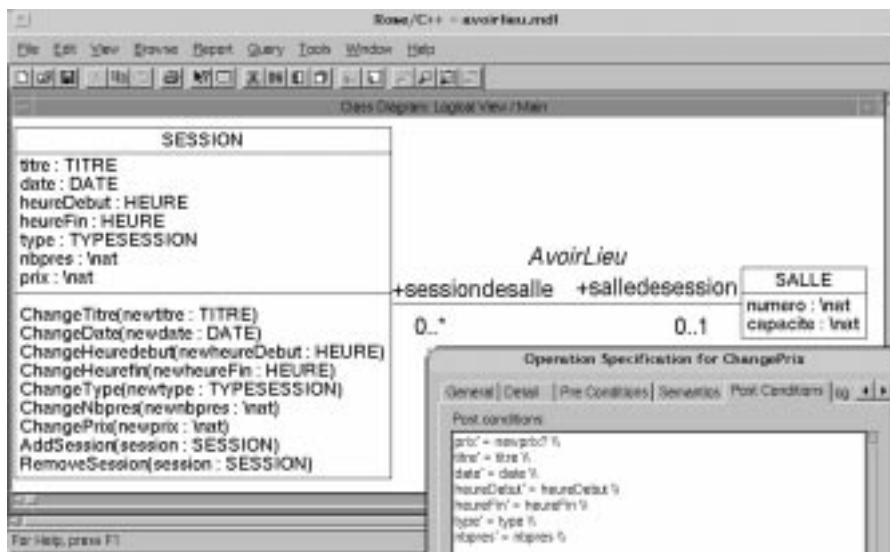 Rose/C++ - avoirlieu.mdl
File Edit View Browse Report Query Tools Window Help
Class Diagram: Logical View / Main
SESSION
titre : TITRE
date : DATE
heureDebut : HEURE
heureFin : HEURE
type : TYPESESSION
nbpres : \nat
prix : \nat
ChangeTitre(newtitre : TITRE)
ChangeDate(newdate : DATE)
ChangeHeuredebut(newheureDebut : HEURE)
ChangeHeurefin(newheureFin : HEURE)
ChangeType(newtype : TYPESESSION)
ChangeNbpres(newnbpres : \nat)
ChangePrix(newprix : \nat)
AddSession(session : SESSION)
RemoveSession(session : SESSION)
AvoirLieu
+sessiondesalle +salledesession
0..* 0..1
SALLE
numero : \nat
capacite : \nat
Operation Specification for ChangePrix
General Detail Pre Conditions Semantics Post Conditions
Post conditions:
prix' = newprix? \\
titre' = titre \\
date' = date \\
heureDebut' = heureDebut \\
heureFin' = heureFin \\
type' = type \\
nbpres' = nbpres \\
For Help, press F1